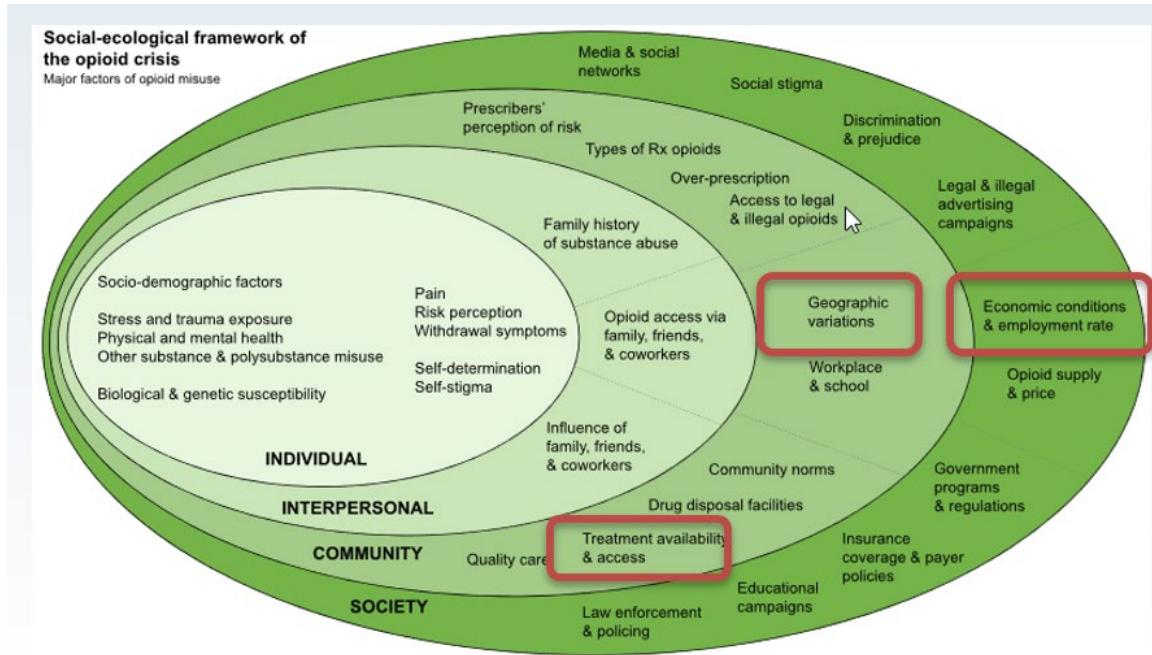 Social-ecological framework of
the opioid crisis
Major factors of opioid misuse
Media & social
networks
Social stigma
Discrimination
& prejudice
Legal & illegal
advertising
campaigns
Economic conditions
& employment rate
Opioid supply
& price
Government
programs
& regulations
Insurance
coverage & payer
policies
Educational
campaigns
Law enforcement
& policing
SOCIETY
Prescribers'
perception of risk
Types of Rx opioids
Over-prescription
Access to legal
& illegal opioids
Geographic
variations
Workplace
& school
Community norms
Drug disposal facilities
Treatment availability
& access
Quality care
COMMUNITY
Family history
of substance abuse
Opioid access via
family, friends,
& coworkers
Influence of
family, friends,
& coworkers
INTERPERSONAL
Socio-demographic factors
Stress and trauma exposure
Physical and mental health
Other substance & polysubstance misuse
Biological & genetic susceptibility
Pain
Risk perception
Withdrawal symptoms
Self-determination
Self-stigma
INDIVIDUAL